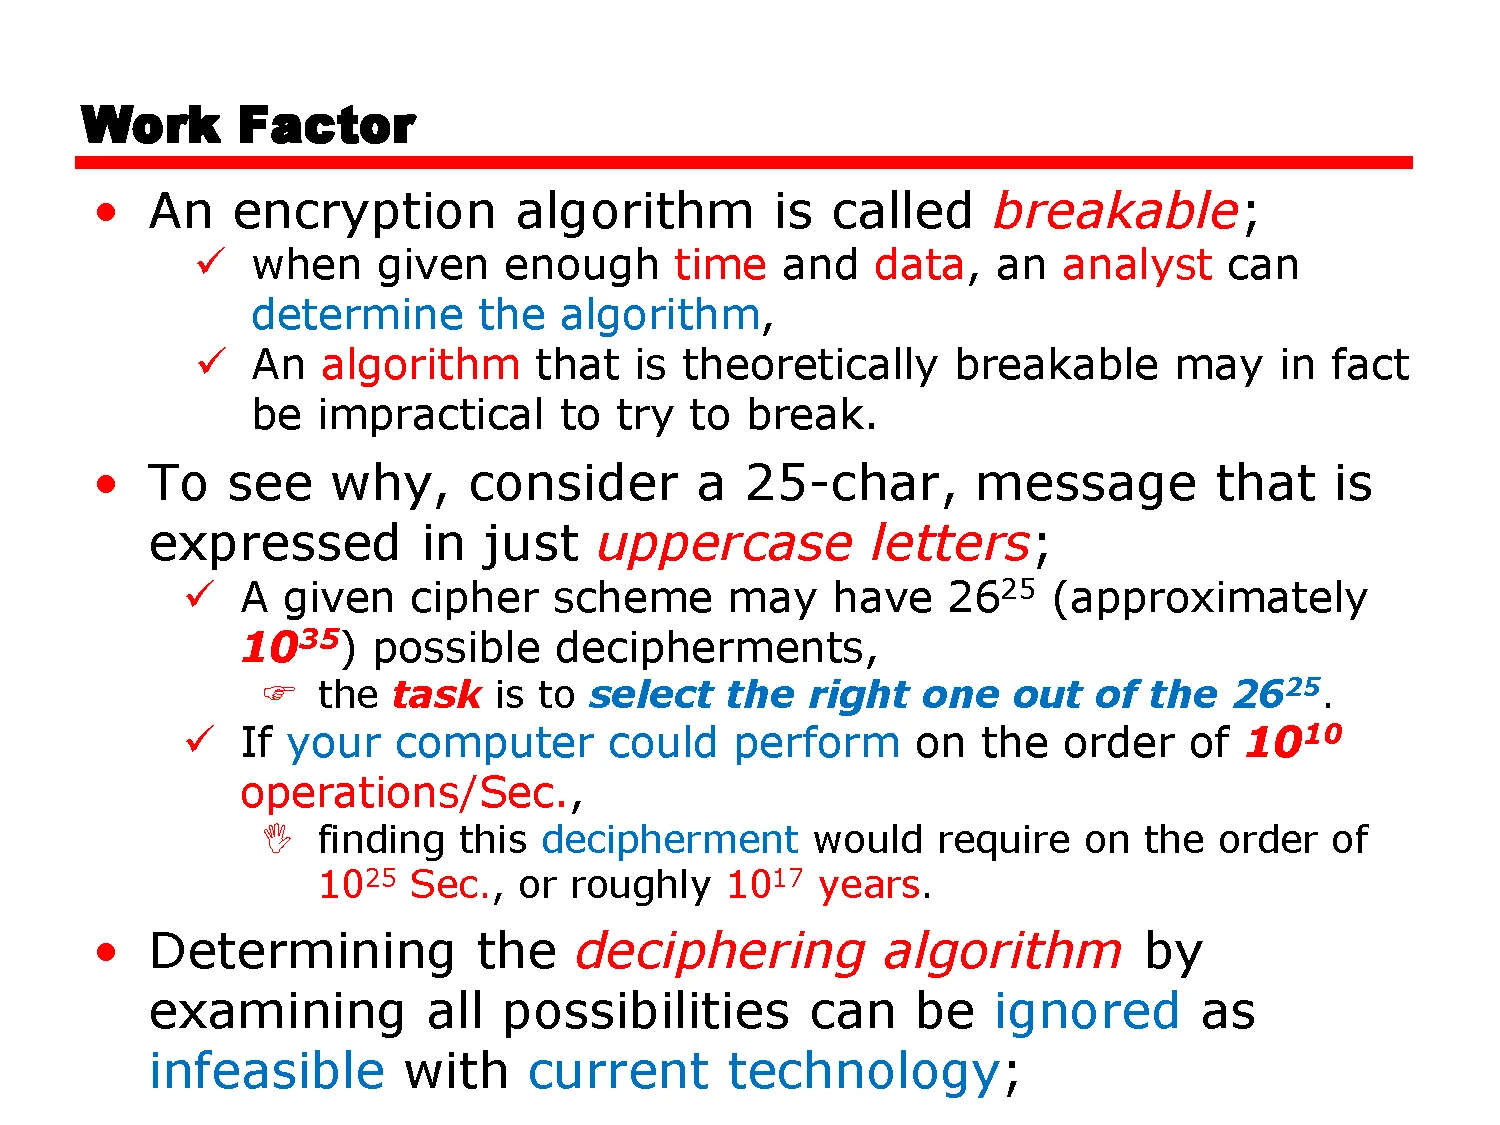 Work Factor
• An encryption algorithm is called breakable;
✓ when given enough time and data, an analyst can
determine the algorithm,
✓ An algorithm that is theoretically breakable may in fact
be impractical to try to break.
• To see why, consider a 25-char, message that is
expressed in just uppercase letters;
✓ A given cipher scheme may have 26²⁵ (approximately
10³⁵) possible decipherments,
☞ the task is to select the right one out of the 26²⁵.
✓ If your computer could perform on the order of 10¹⁰
operations/Sec.,
🖑 finding this decipherment would require on the order of
10²⁵ Sec., or roughly 10¹⁷ years.
• Determining the deciphering algorithm by
examining all possibilities can be ignored as
infeasible with current technology;